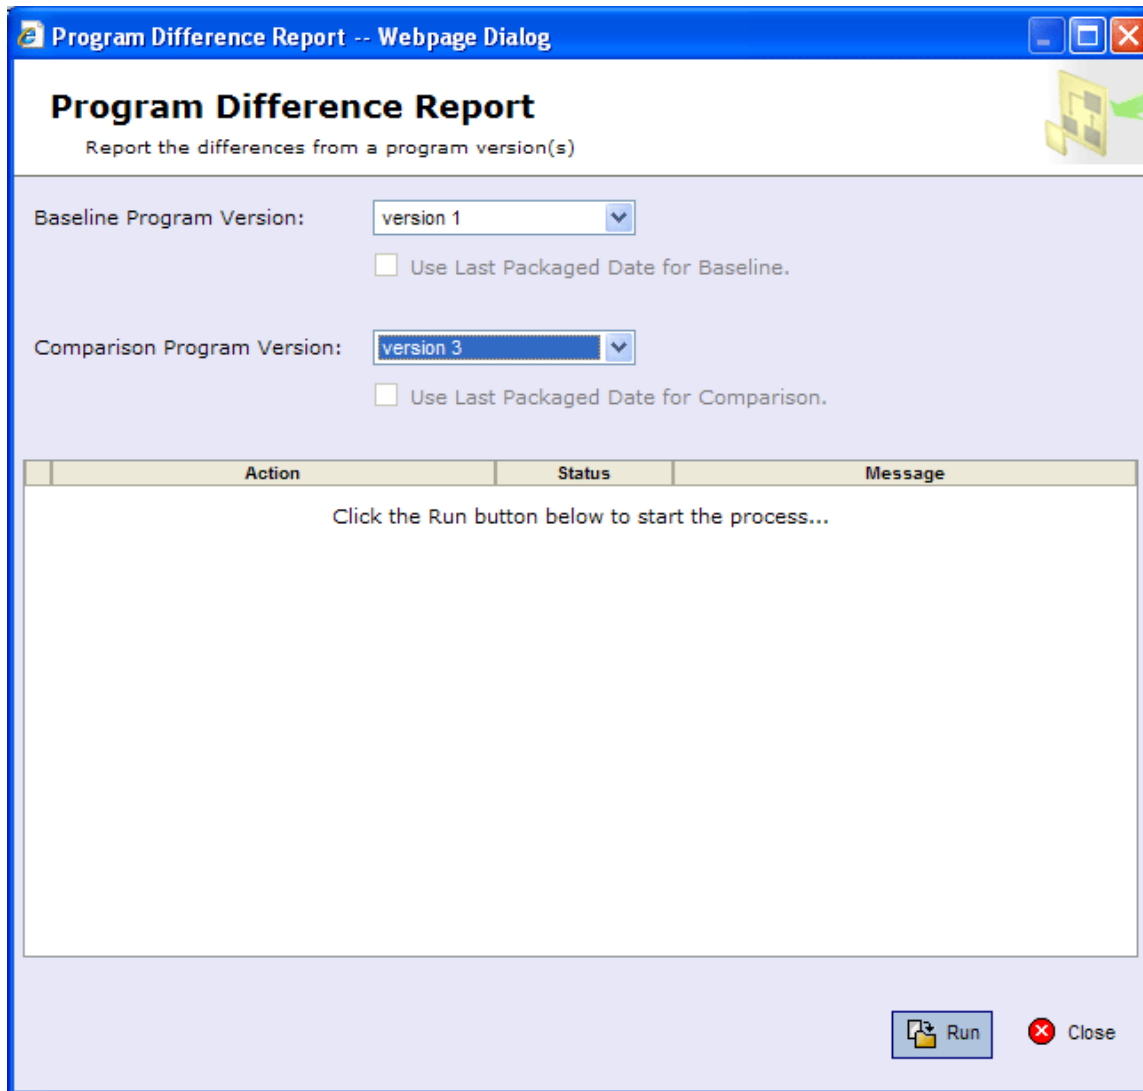 Program Difference Report -- Webpage Dialog
Program Difference Report
Report the differences from a program version(s)
Baseline Program Version: version 1
Use Last Packaged Date for Baseline.
Comparison Program Version: version 3
Use Last Packaged Date for Comparison.
Action Status Message
Click the Run button below to start the process...
Run Close